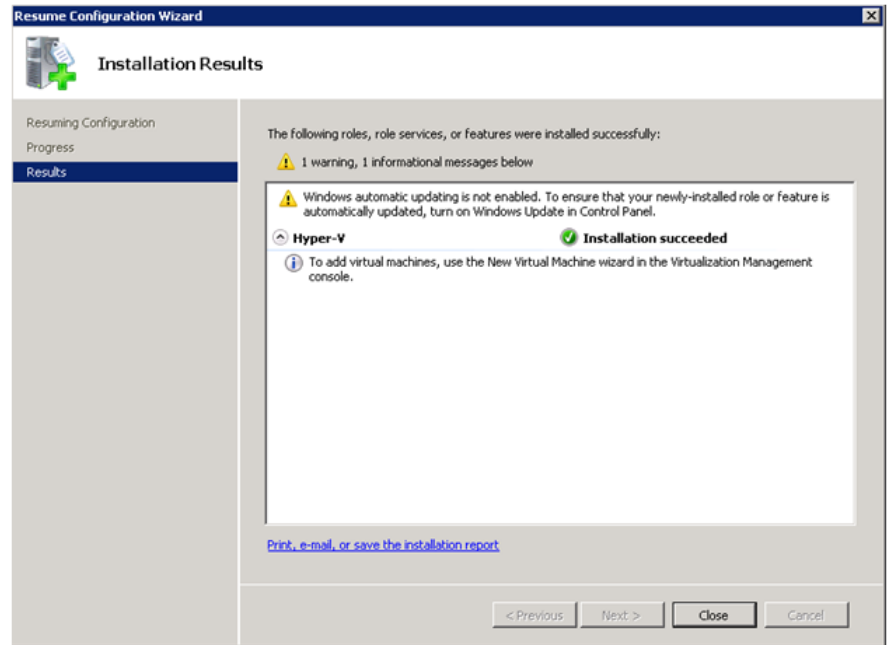 Resume Configuration Wizard
Installation Results
Resuming Configuration
Progress
Results
The following roles, role services, or features were installed successfully:
1 warning, 1 informational messages below
Windows automatic updating is not enabled. To ensure that your newly-installed role or feature is
automatically updated, turn on Windows Update in Control Panel.
Hyper-V Installation succeeded
To add virtual machines, use the New Virtual Machine wizard in the Virtualization Management
console.
Print, e-mail, or save the installation report
< Previous Next > Close Cancel